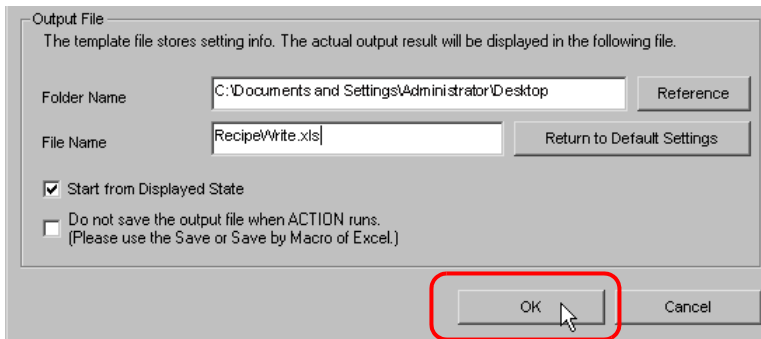 Output File
The template file stores setting info. The actual output result will be displayed in the following file.
Folder Name
C:\Documents and Settings\Administrator\Desktop
Reference
File Name
RecipeWrite.xls
Return to Default Settings
Start from Displayed State
Do not save the output file when ACTION runs.
(Please use the Save or Save by Macro of Excel.)
OK
Cancel